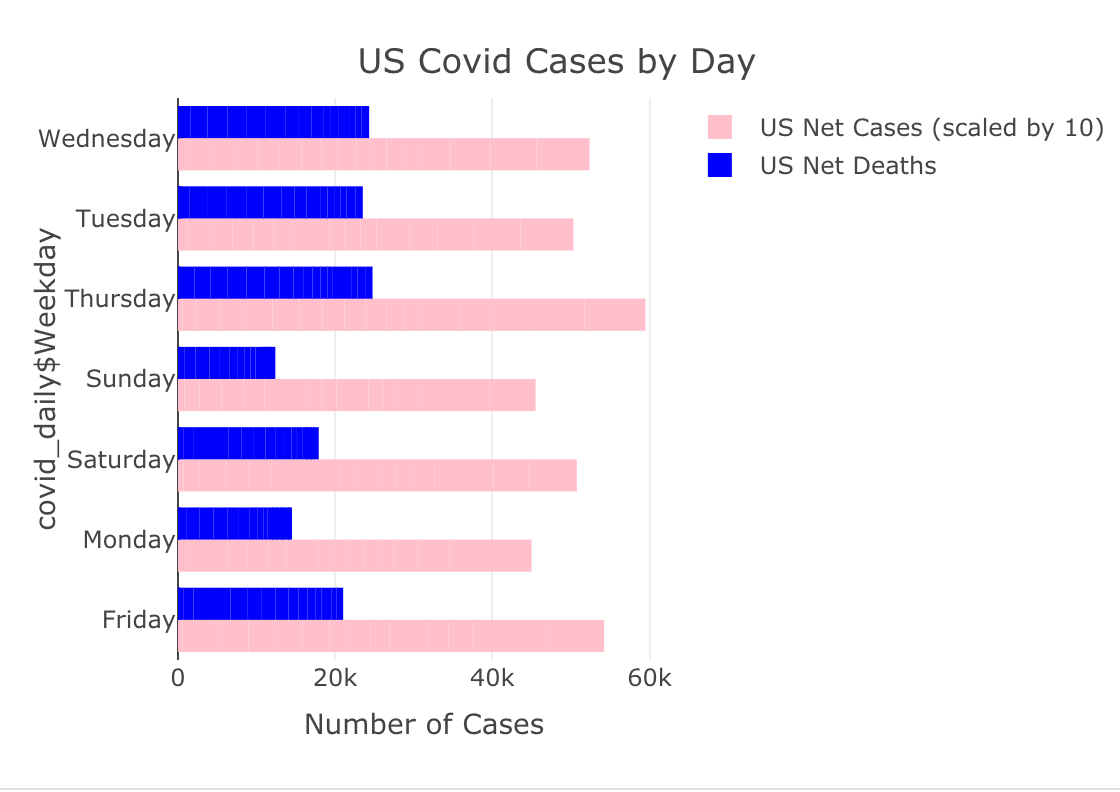 US Covid Cases by Day
US Net Cases (scaled by 10)
US Net Deaths
covid_daily$Weekday
Wednesday
Tuesday
Thursday
Sunday
Saturday
Monday
Friday
0 20k 40k 60k
Number of Cases